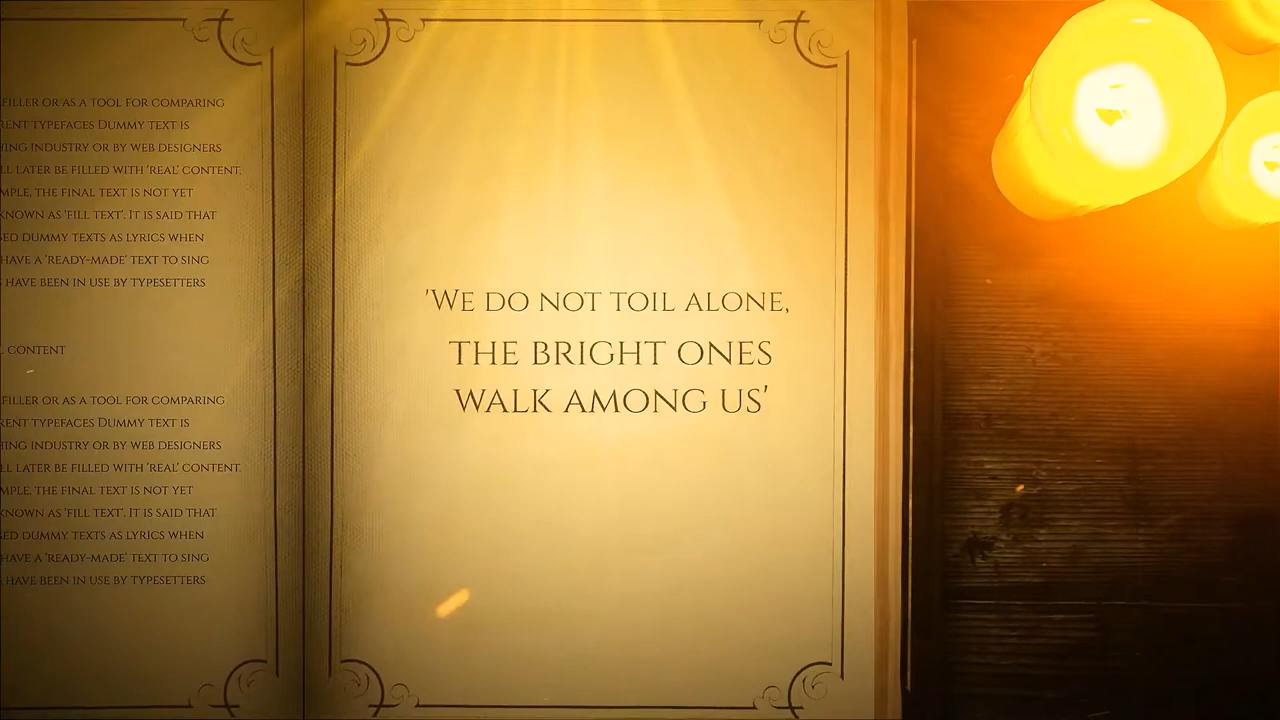 FILLER OR AS A TOOL FOR COMPARING
RENT TYPEFACES DUMMY TEXT IS
HING INDUSTRY OR BY WEB DESIGNERS
LL LATER BE FILLED WITH 'REAL' CONTENT.
MPLE, THE FINAL TEXT IS NOT YET
KNOWN AS 'FILL TEXT'. IT IS SAID THAT
SED DUMMY TEXTS AS LYRICS WHEN
HAVE A 'READY-MADE' TEXT TO SING
HAVE BEEN IN USE BY TYPESETTERS
L CONTENT
FILLER OR AS A TOOL FOR COMPARING
RENT TYPEFACES DUMMY TEXT IS
HING INDUSTRY OR BY WEB DESIGNERS
LL LATER BE FILLED WITH 'REAL' CONTENT.
MPLE, THE FINAL TEXT IS NOT YET
KNOWN AS 'FILL TEXT'. IT IS SAID THAT
SED DUMMY TEXTS AS LYRICS WHEN
HAVE A 'READY-MADE' TEXT TO SING
HAVE BEEN IN USE BY TYPESETTERS
'WE DO NOT TOIL ALONE,
THE BRIGHT ONES
WALK AMONG US'